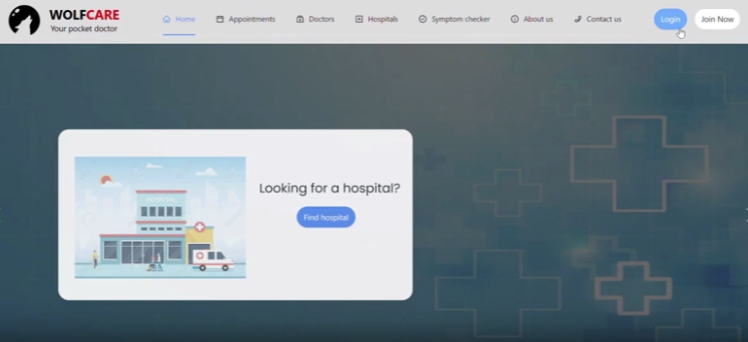 WOLFCARE
Your pocket doctor
Home
Appointments
Doctors
Hospitals
Symptom checker
About us
Contact us
Login
Join Now
HOSPITAL
Looking for a hospital?
Find hospital